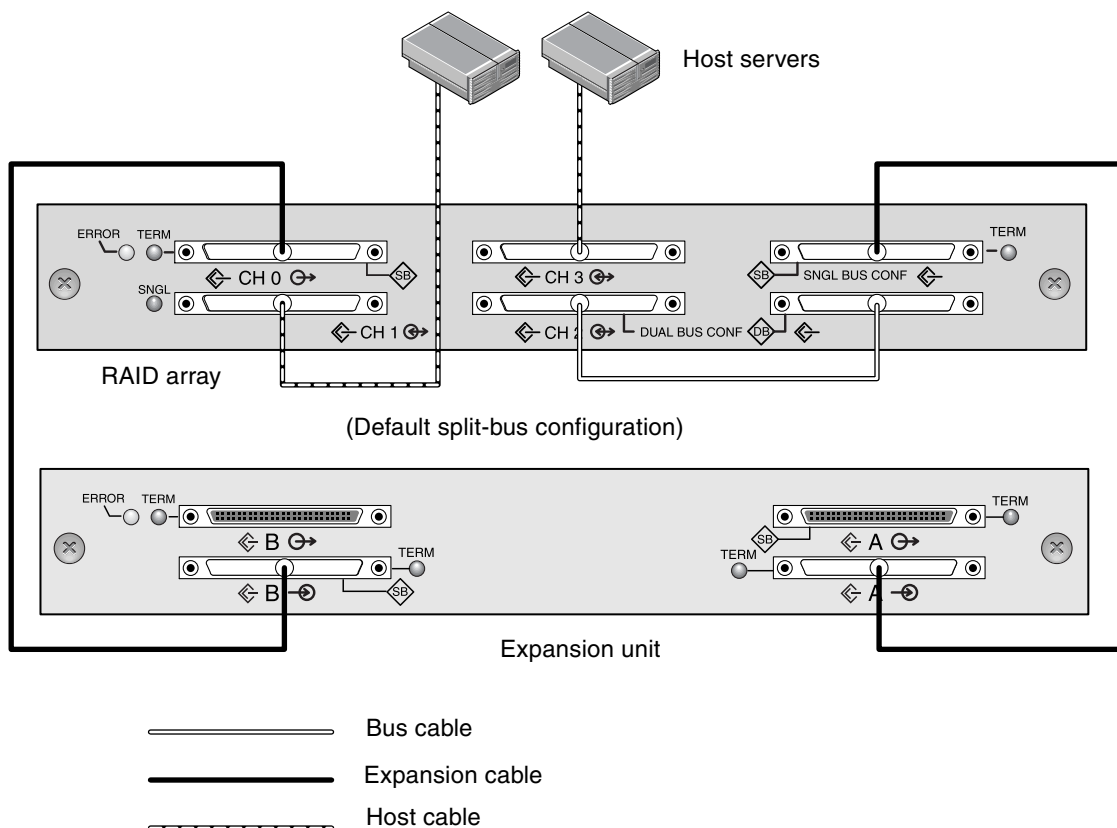 Host servers
ERROR TERM
CH 0
SB
CH 3
SB SNGL BUS CONF
TERM
SNGL
CH 1
CH 2
DUAL BUS CONF DB
RAID array
(Default split-bus configuration)
ERROR TERM
B
TERM
B
SB
SB
A
TERM
TERM
A
Expansion unit
Bus cable
Expansion cable
Host cable